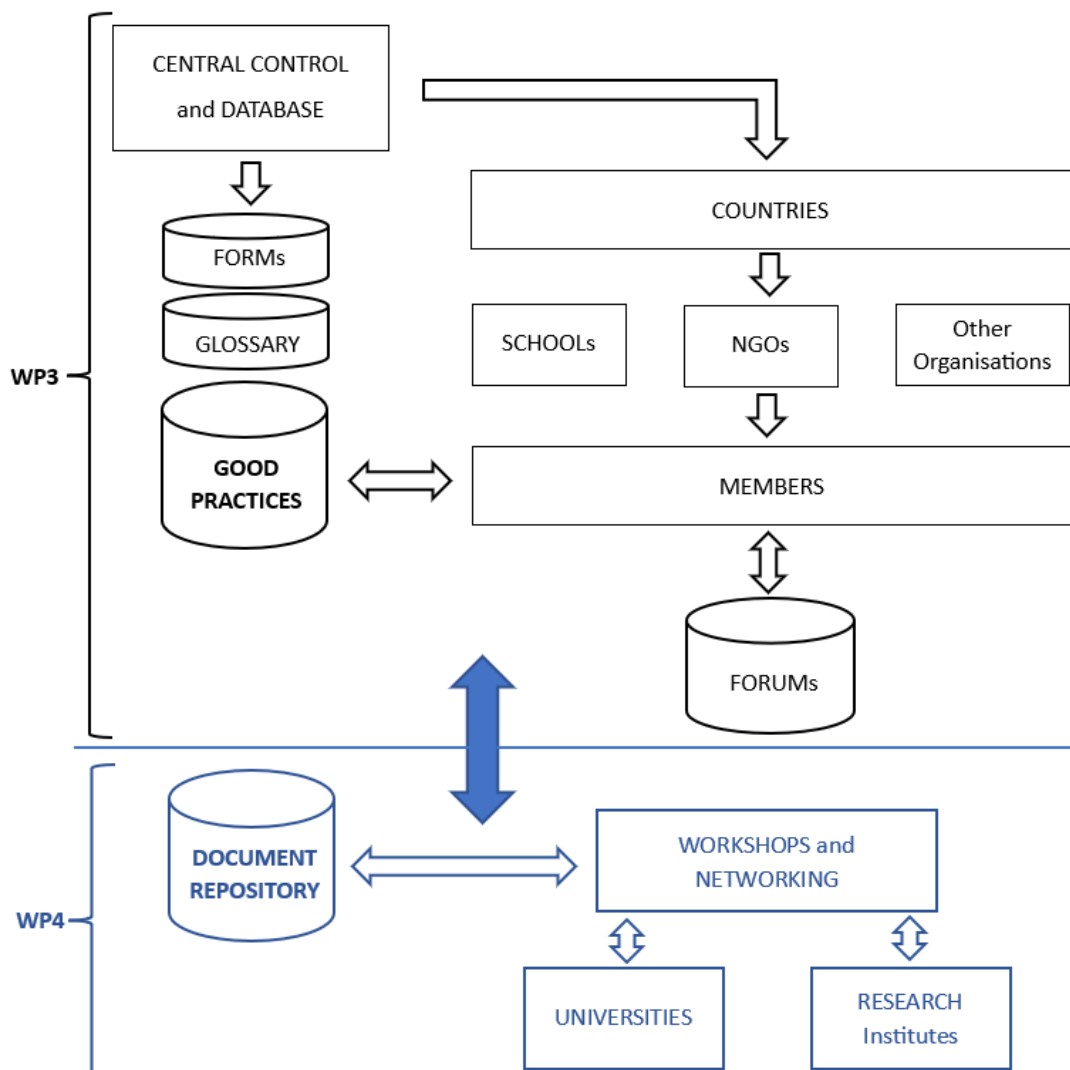 CENTRAL CONTROL
and DATABASE
COUNTRIES
FORMs
GLOSSARY
SCHOOLs
NGOs
Other
Organisations
WP3
GOOD
PRACTICES
MEMBERS
FORUMs
DOCUMENT
REPOSITORY
WORKSHOPS and
NETWORKING
WP4
UNIVERSITIES
RESEARCH
Institutes